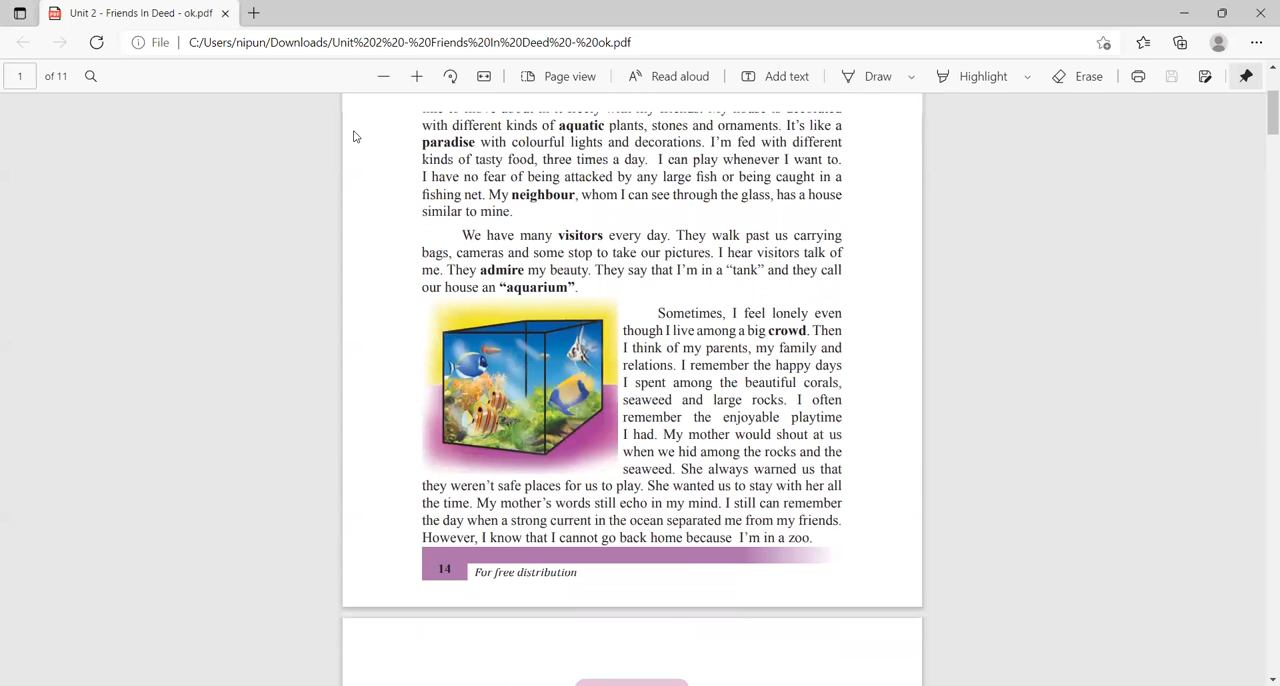 Unit 2 - Friends In Deed - ok.pdf
File C:/Users/nipun/Downloads/Unit%202%20-%20Friends%20In%20Deed%20-%20ok.pdf
1 of 11 Page view Read aloud Add text Draw Highlight Erase
with different kinds of aquatic plants, stones and ornaments. It's like a
paradise with colourful lights and decorations. I'm fed with different
kinds of tasty food, three times a day. I can play whenever I want to.
I have no fear of being attacked by any large fish or being caught in a
fishing net. My neighbour, whom I can see through the glass, has a house
similar to mine.
We have many visitors every day. They walk past us carrying
bags, cameras and some stop to take our pictures. I hear visitors talk of
me. They admire my beauty. They say that I'm in a “tank” and they call
our house an “aquarium”.
Sometimes, I feel lonely even
though I live among a big crowd. Then
I think of my parents, my family and
relations. I remember the happy days
I spent among the beautiful corals,
seaweed and large rocks. I often
remember the enjoyable playtime
I had. My mother would shout at us
when we hid among the rocks and the
seaweed. She always warned us that
they weren't safe places for us to play. She wanted us to stay with her all
the time. My mother's words still echo in my mind. I still can remember
the day when a strong current in the ocean separated me from my friends.
However, I know that I cannot go back home because I'm in a zoo.
14 For free distribution